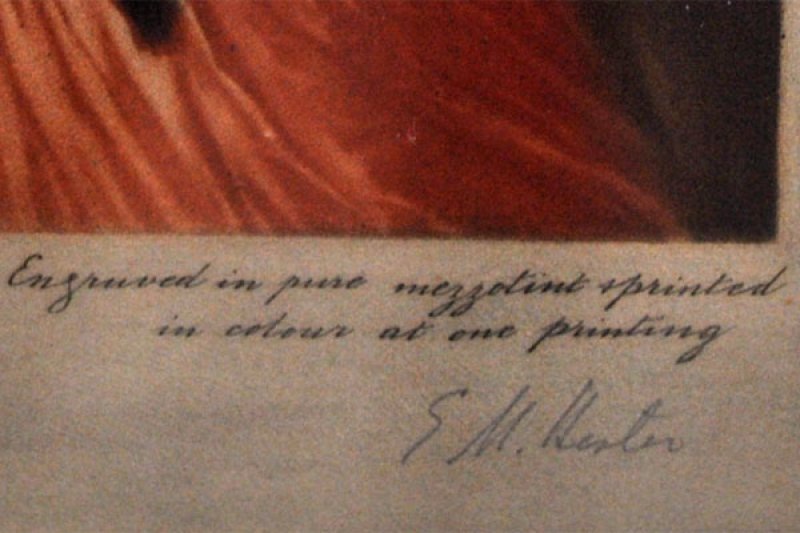 Engraved in pure mezzotint & printed
in colour at one printing
E M. Hester